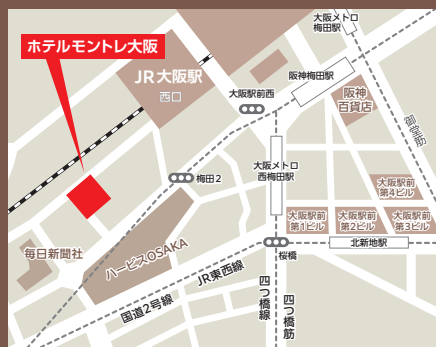 大阪メトロ
梅田駅
ホテルモントレ大阪
JR大阪駅
西口
阪神梅田駅
阪神
百貨店
大阪駅前西
御堂筋
大阪メトロ
西梅田駅
梅田2
大阪駅前
第4ビル
大阪駅前
第1ビル
大阪駅前
第2ビル
大阪駅前
第3ビル
毎日新聞社
ハービスOSAKA
桜橋
北新地駅
JR東西線
国道2号線
四つ橋線
四つ橋筋